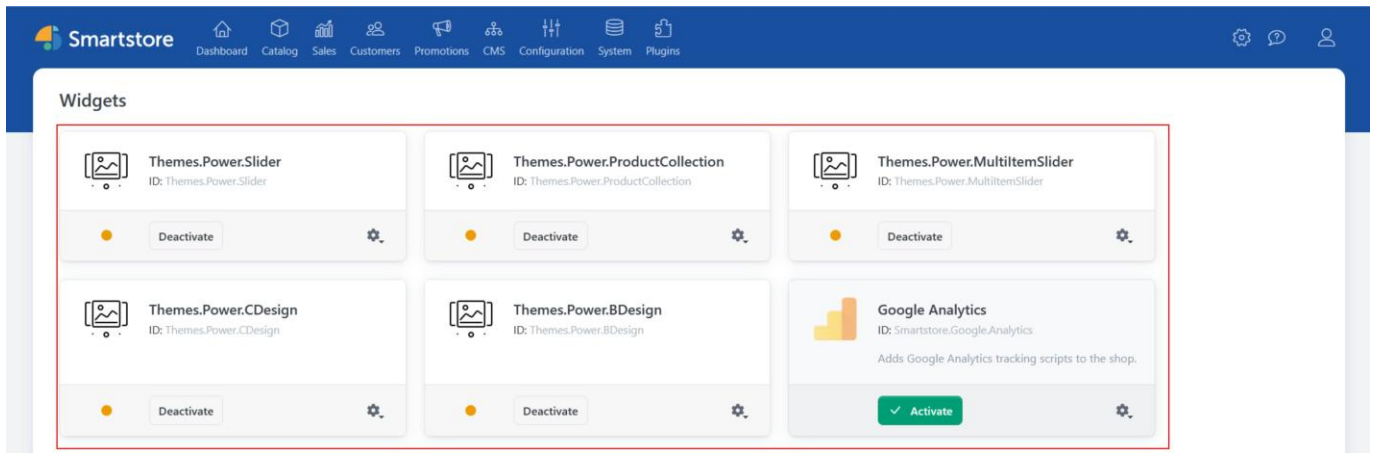 Smartstore
Dashboard Catalog Sales Customers Promotions CMS Configuration System Plugins
Widgets
Themes.Power.Slider
ID: Themes.Power.Slider
Deactivate
Themes.Power.ProductCollection
ID: Themes.Power.ProductCollection
Deactivate
Themes.Power.MultiItemSlider
ID: Themes.Power.MultiItemSlider
Deactivate
Themes.Power.CDesign
ID: Themes.Power.CDesign
Deactivate
Themes.Power.BDesign
ID: Themes.Power.BDesign
Deactivate
Google Analytics
ID: Smartstore.Google.Analytics
Adds Google Analytics tracking scripts to the shop.
Activate